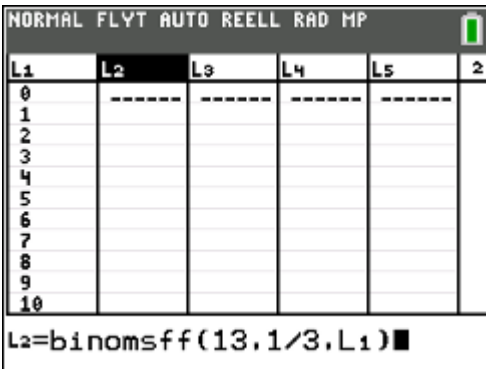 NORMAL FLYT AUTO REELL RAD MP
L1 L2 L3 L4 L5 2
0 ------ ------ ------ ------
1
2
3
4
5
6
7
8
9
10
L2=binomsff(13,1/3,L1)